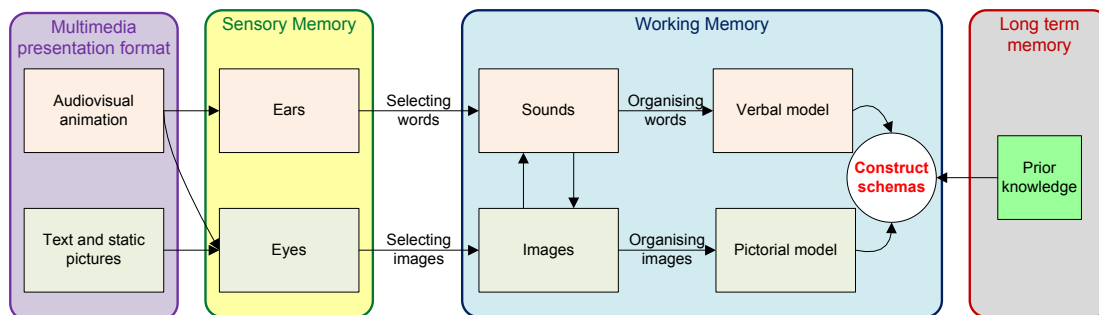 Multimedia
presentation format
Sensory Memory
Working Memory
Long term
memory
Audiovisual
animation
Ears
Selecting
words
Sounds
Organising
words
Verbal model
Construct
schemas
Prior
knowledge
Text and static
pictures
Eyes
Selecting
images
Images
Organising
images
Pictorial model